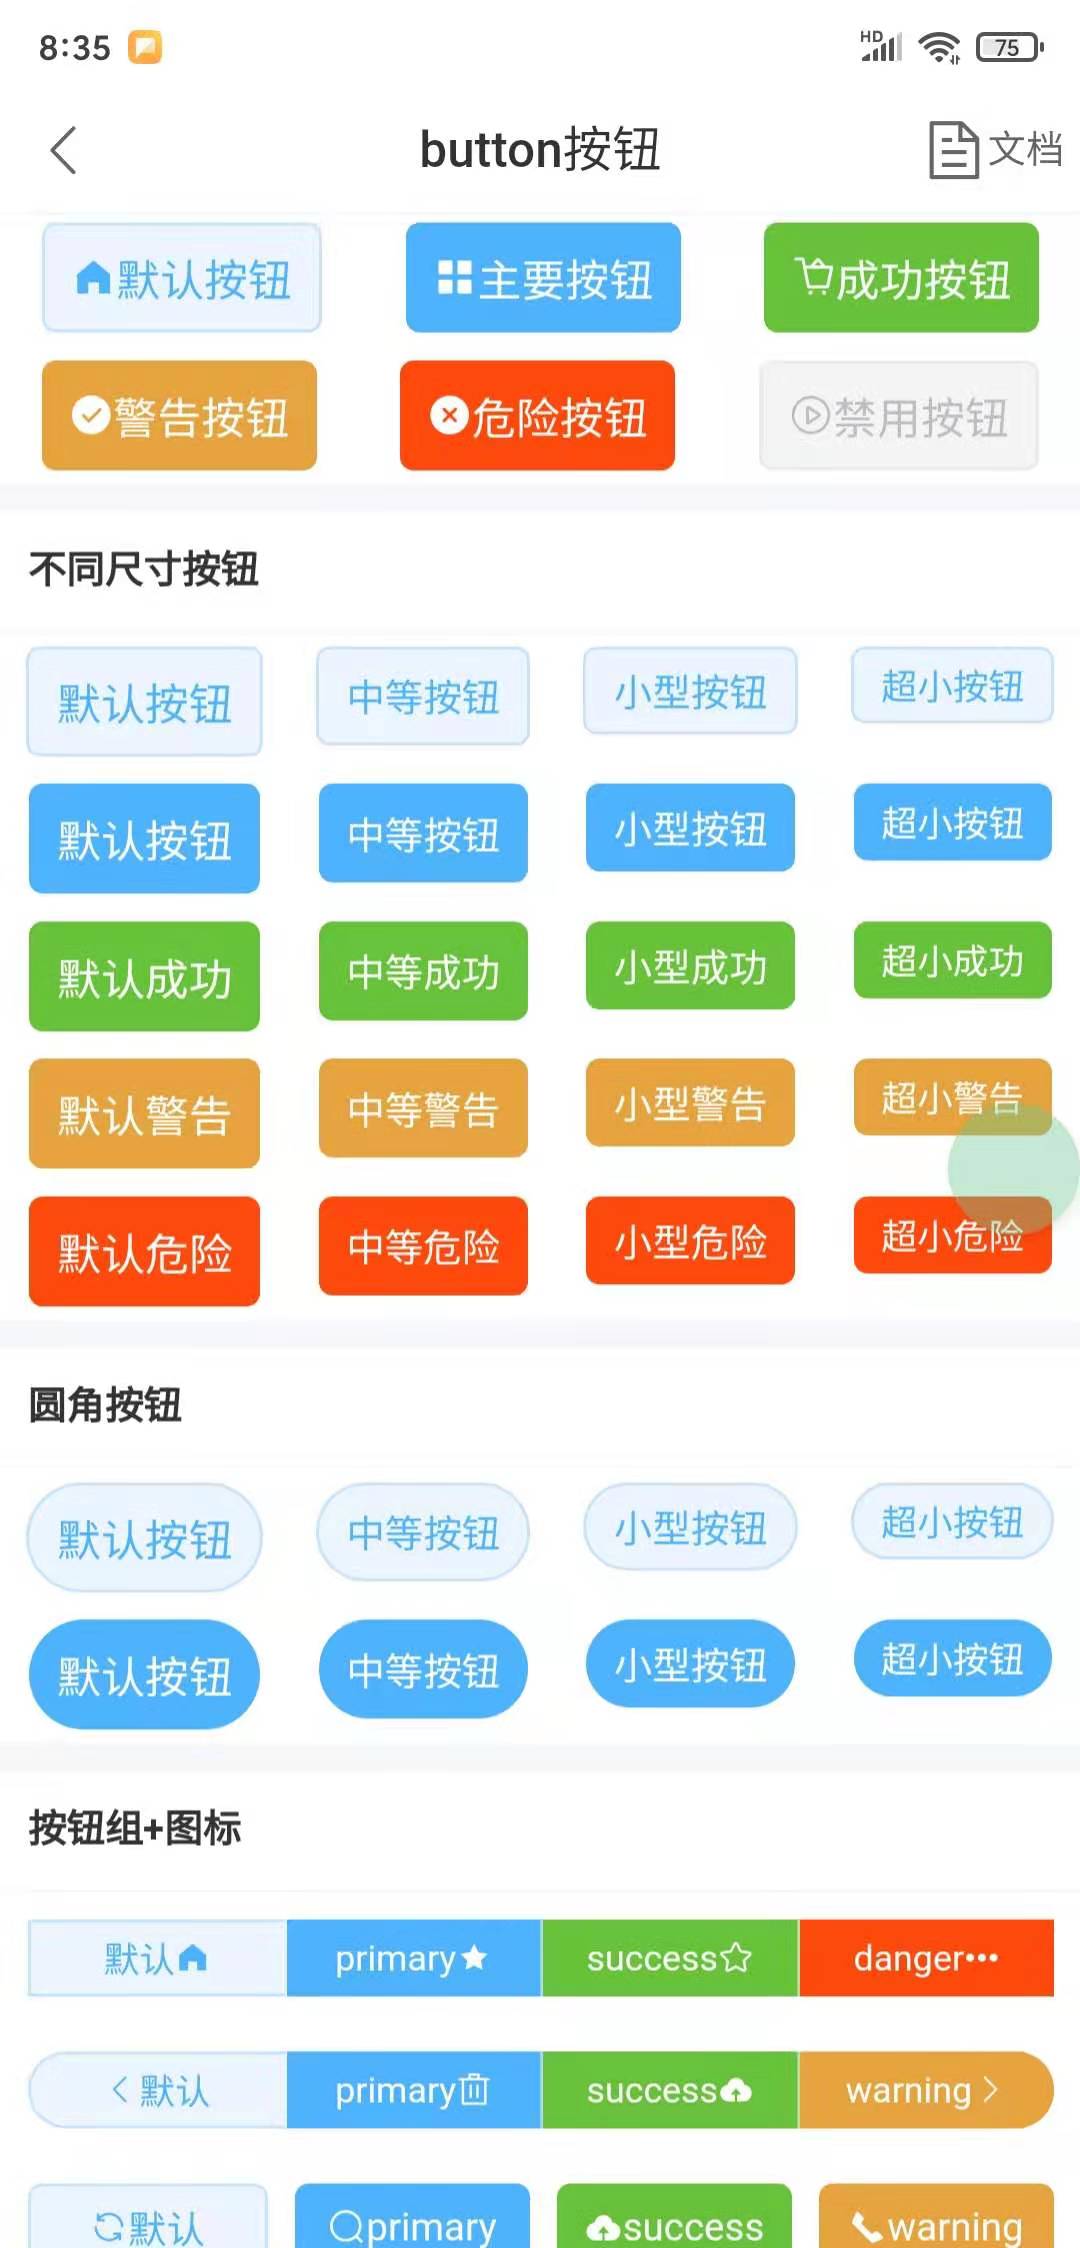 8:35 HD 75
button按钮 文档
默认按钮 主要按钮 成功按钮
警告按钮 危险按钮 禁用按钮
不同尺寸按钮
默认按钮 中等按钮 小型按钮 超小按钮
默认按钮 中等按钮 小型按钮 超小按钮
默认成功 中等成功 小型成功 超小成功
默认警告 中等警告 小型警告 超小警告
默认危险 中等危险 小型危险 超小危险
圆角按钮
默认按钮 中等按钮 小型按钮 超小按钮
默认按钮 中等按钮 小型按钮 超小按钮
按钮组+图标
默认 primary success danger
默认 primary success warning
默认 primary success warning